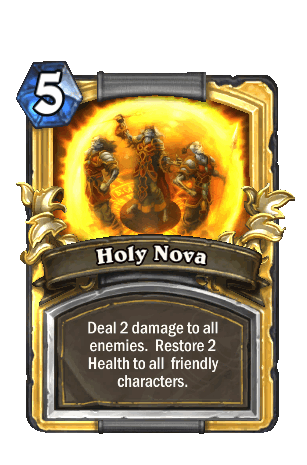 5
Holy Nova
Deal 2 damage to all
enemies. Restore 2
Health to all friendly
characters.